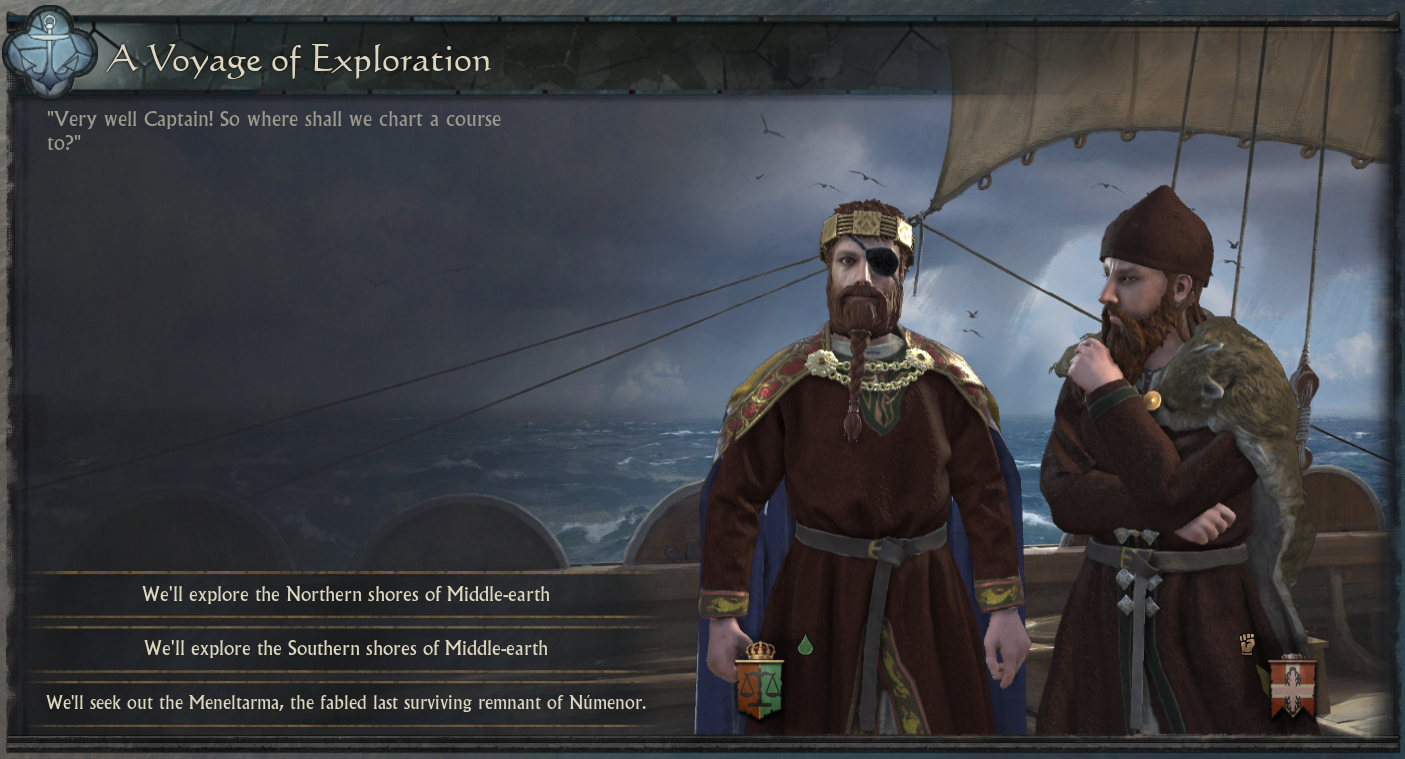 A Voyage of Exploration
"Very well Captain! So where shall we chart a course
to?"
We'll explore the Northern shores of Middle-earth
We'll explore the Southern shores of Middle-earth
We'll seek out the Meneltarma, the fabled last surviving remnant of Númenor.